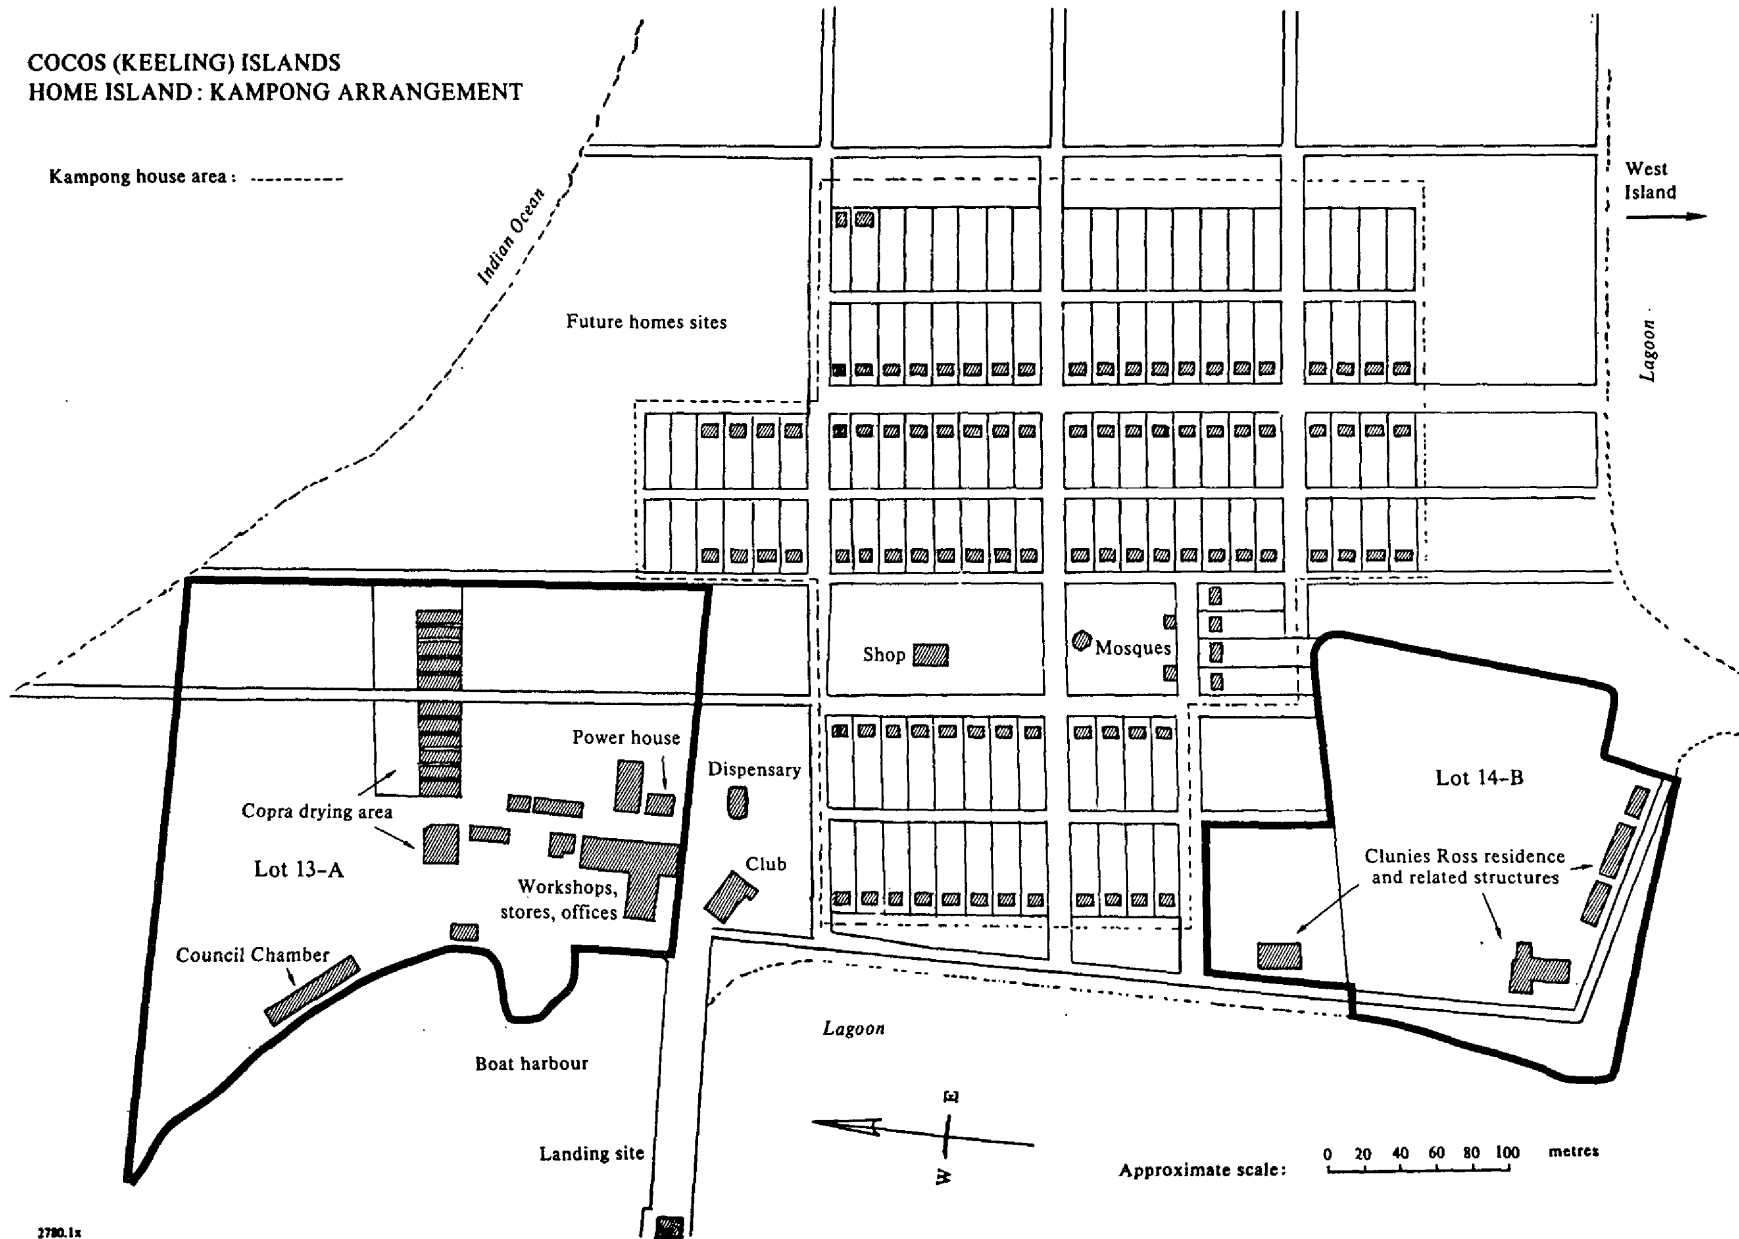 COCOS (KEELING) ISLANDS
HOME ISLAND : KAMPONG ARRANGEMENT
Kampong house area :
West
Island
Indian Ocean
Future homes sites
Lagoon
Shop
Mosques
Power house
Dispensary
Lot 14-B
Copra drying area
Lot 13-A
Club
Clunies Ross residence
and related structures
Workshops,
stores, offices
Council Chamber
Lagoon
Boat harbour
E
W
Landing site
Approximate scale :
0 20 40 60 80 100 metres
2780.1x